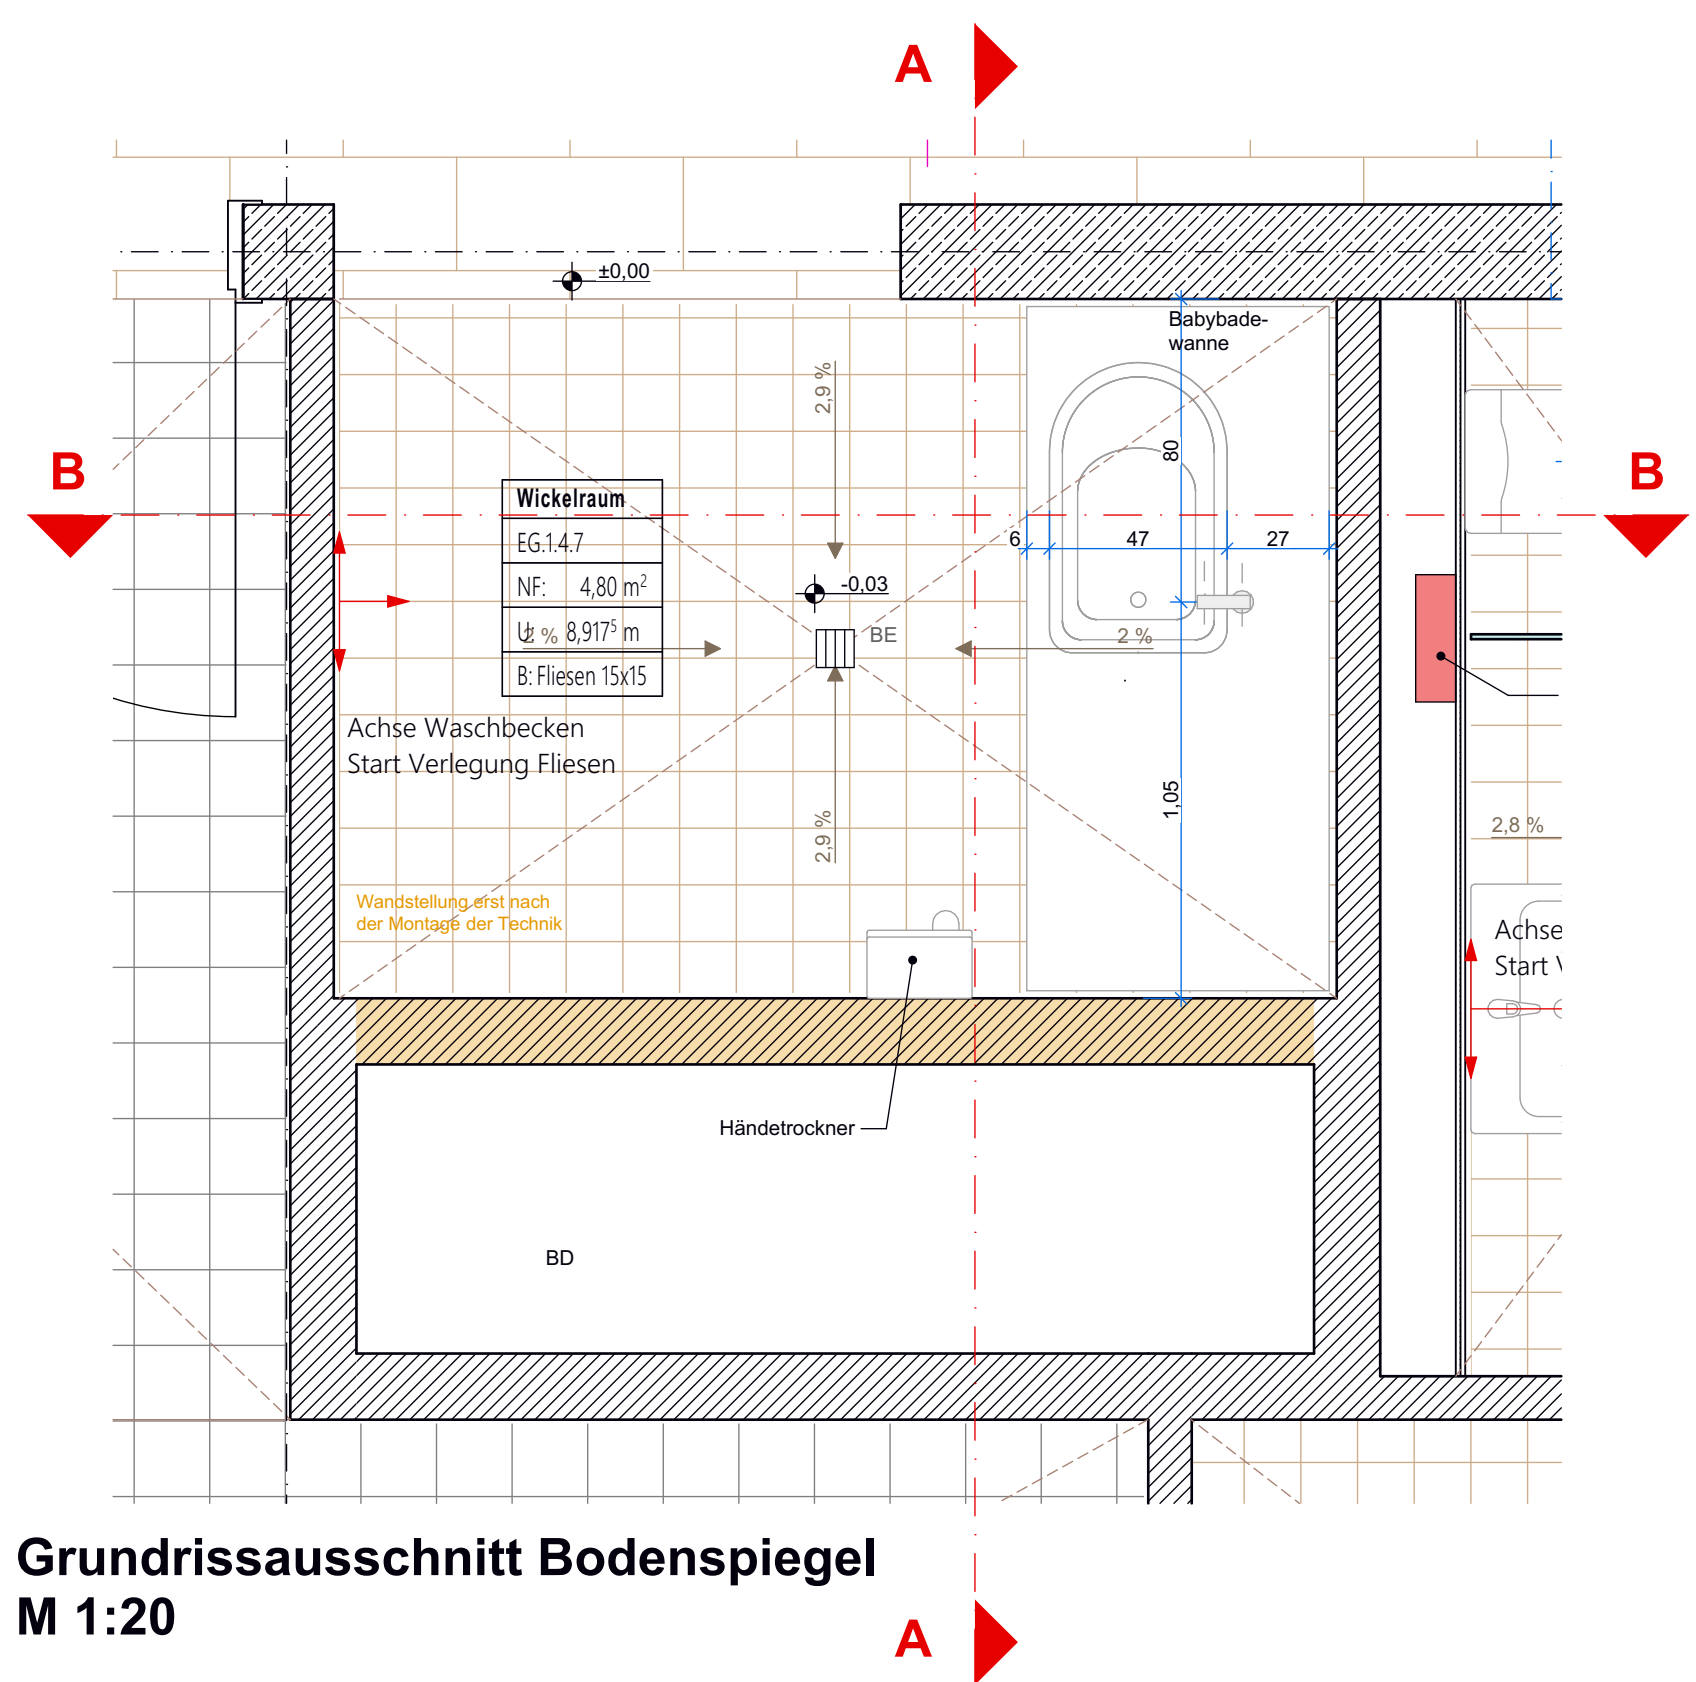 A
±0,00
Babybade-
wanne
2,9 %
80
B
B
Wickelraum
EG.1.4.7
NF: 4,80 m²
U: 8,917⁵ m
B: Fliesen 15x15
6
47
27
-0,03
BE
2 %
2 %
Achse Waschbecken
Start Verlegung Fliesen
1,05
2,9 %
2,8 %
Wandstellung erst nach
der Montage der Technik
Achse
Start
Händetrockner
BD
Grundrissausschnitt Bodenspiegel
M 1:20
A